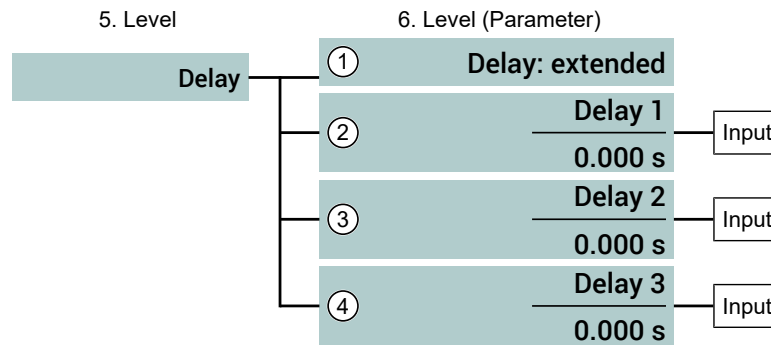 5. Level
6. Level (Parameter)
Delay
1
Delay: extended
2
Delay 1
0.000 s
Input
3
Delay 2
0.000 s
Input
4
Delay 3
0.000 s
Input